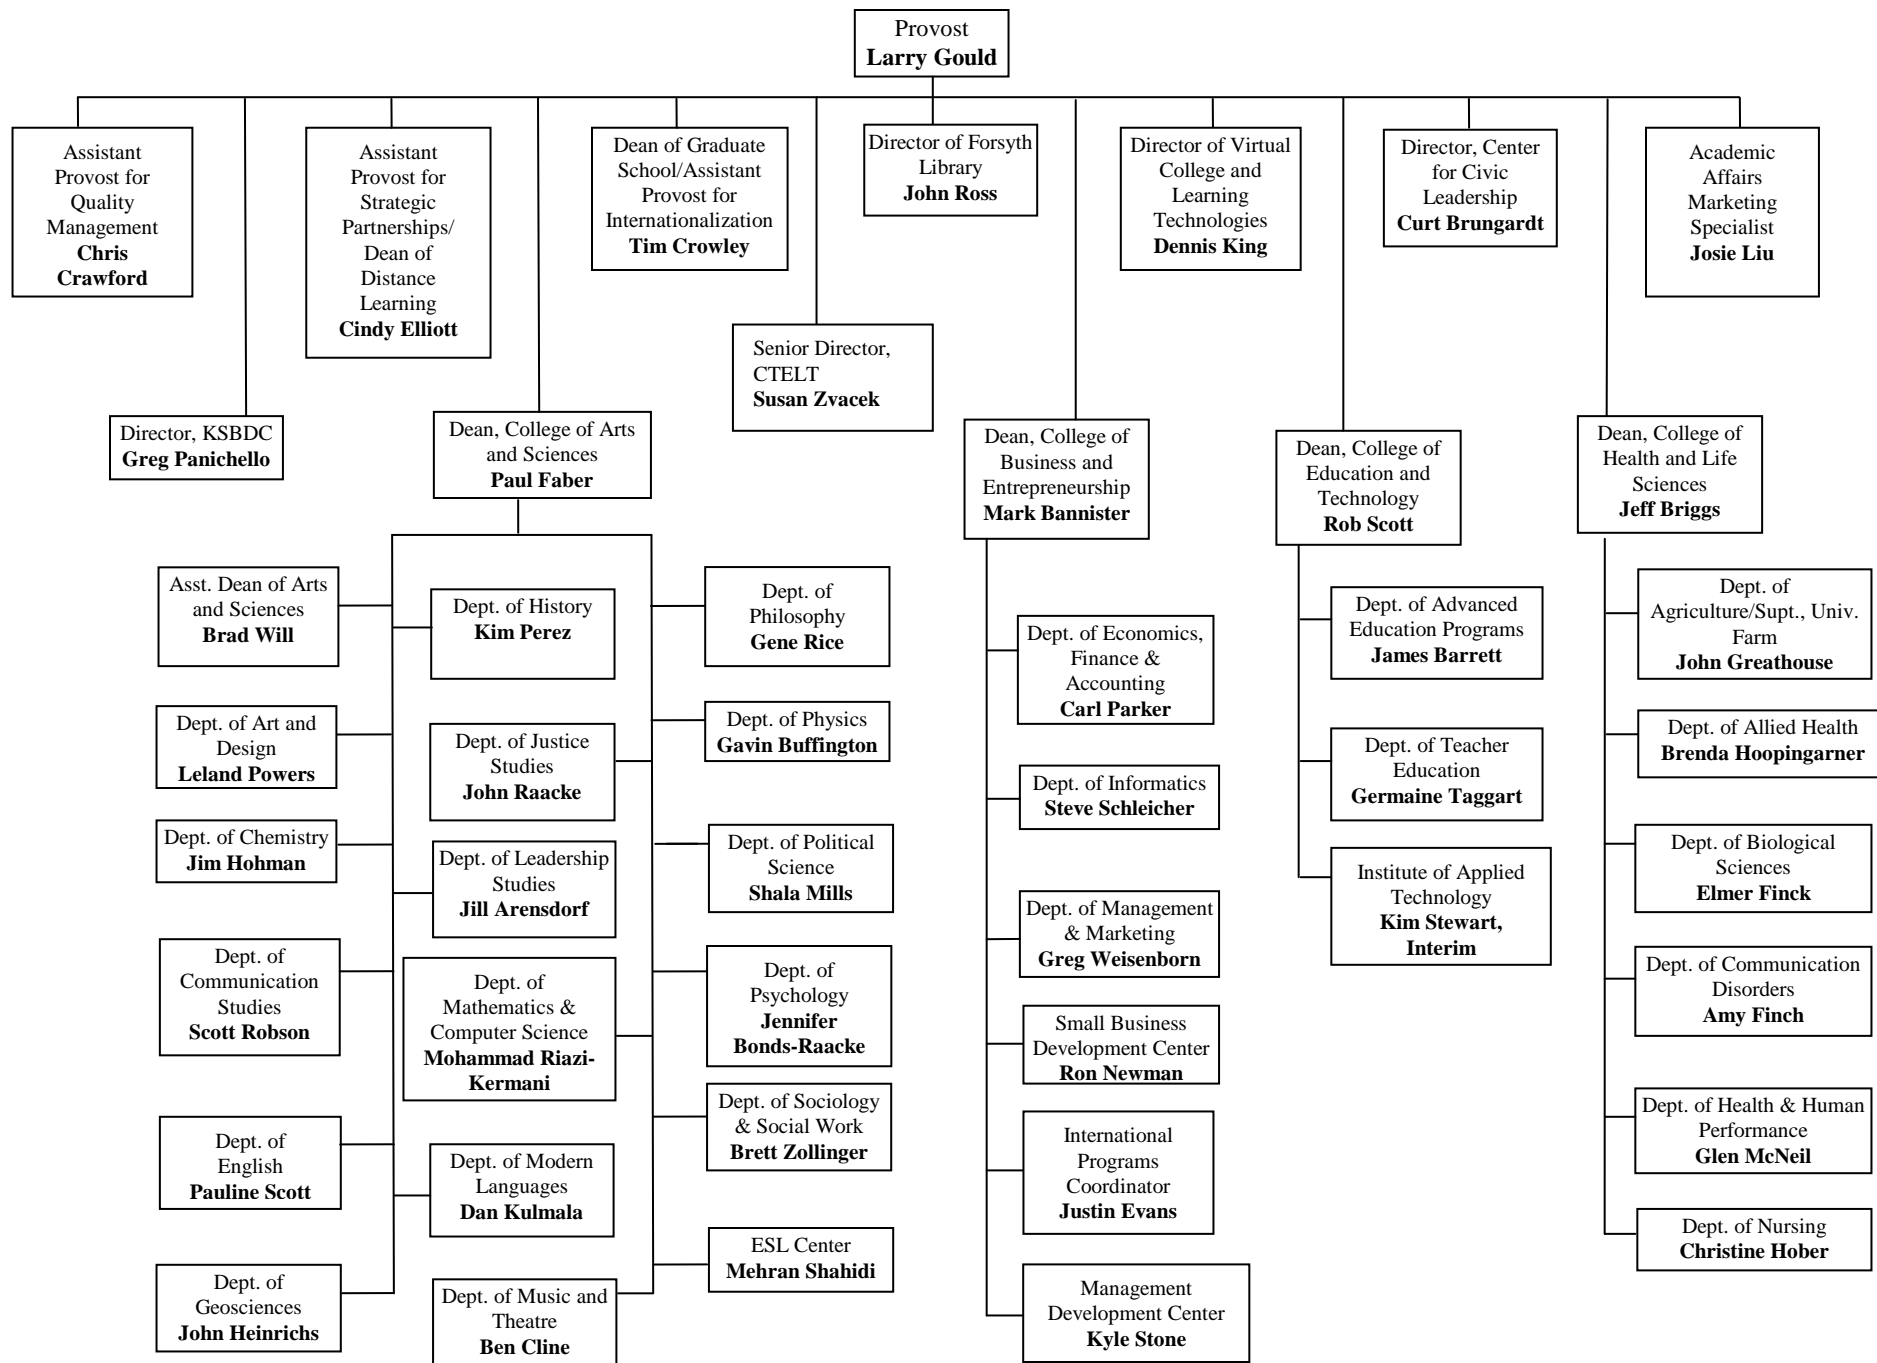 Provost
Larry Gould
Assistant
Provost for
Quality
Management
Chris
Crawford
Assistant
Provost for
Strategic
Partnerships/
Dean of
Distance
Learning
Cindy Elliott
Dean of Graduate
School/Assistant
Provost for
Internationalization
Tim Crowley
Director of Forsyth
Library
John Ross
Director of Virtual
College and
Learning
Technologies
Dennis King
Director, Center
for Civic
Leadership
Curt Brungardt
Academic
Affairs
Marketing
Specialist
Josie Liu
Senior Director,
CTELT
Susan Zvacek
Director, KSBDC
Greg Panichello
Dean, College of Arts
and Sciences
Paul Faber
Dean, College of
Business and
Entrepreneurship
Mark Bannister
Dean, College of
Education and
Technology
Rob Scott
Dean, College of
Health and Life
Sciences
Jeff Briggs
Asst. Dean of Arts
and Sciences
Brad Will
Dept. of Art and
Design
Leland Powers
Dept. of Chemistry
Jim Hohman
Dept. of
Communication
Studies
Scott Robson
Dept. of
English
Pauline Scott
Dept. of
Geosciences
John Heinrichs
Dept. of History
Kim Perez
Dept. of Justice
Studies
John Raacke
Dept. of Leadership
Studies
Jill Arensdorf
Dept. of
Mathematics &
Computer Science
Mohammad Riazi-
Kermani
Dept. of Modern
Languages
Dan Kulmala
Dept. of Music and
Theatre
Ben Cline
Dept. of
Philosophy
Gene Rice
Dept. of Physics
Gavin Buffington
Dept. of Political
Science
Shala Mills
Dept. of
Psychology
Jennifer
Bonds-Raacke
Dept. of Sociology
& Social Work
Brett Zollinger
ESL Center
Mehran Shahidi
Dept. of Economics,
Finance &
Accounting
Carl Parker
Dept. of Informatics
Steve Schleicher
Dept. of Management
& Marketing
Greg Weisenborn
Small Business
Development Center
Ron Newman
International
Programs
Coordinator
Justin Evans
Management
Development Center
Kyle Stone
Dept. of Advanced
Education Programs
James Barrett
Dept. of Teacher
Education
Germaine Taggart
Institute of Applied
Technology
Kim Stewart,
Interim
Dept. of
Agriculture/Supt., Univ.
Farm
John Greathouse
Dept. of Allied Health
Brenda Hoopingarner
Dept. of Biological
Sciences
Elmer Finck
Dept. of Communication
Disorders
Amy Finch
Dept. of Health & Human
Performance
Glen McNeil
Dept. of Nursing
Christine Hober